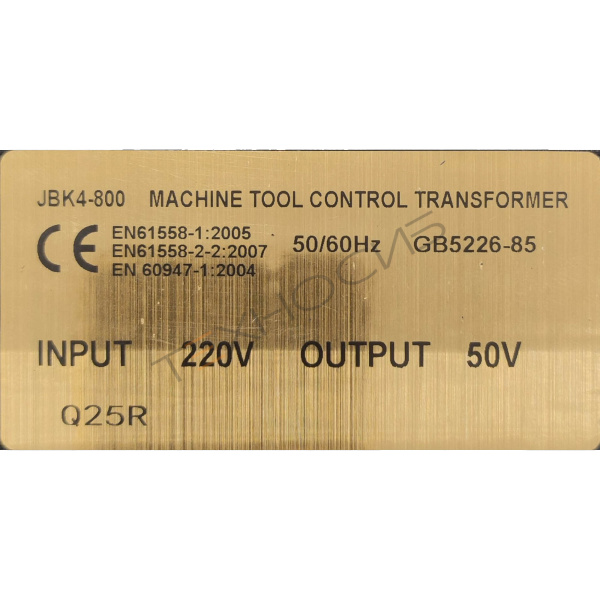 JBK4-800 MACHINE TOOL CONTROL TRANSFORMER
CE EN61558-1:2005
EN61558-2-2:2007 50/60Hz GB5226-85
EN 60947-1:2004
ТЕХНОСИБ
INPUT 220V OUTPUT 50V
Q25R